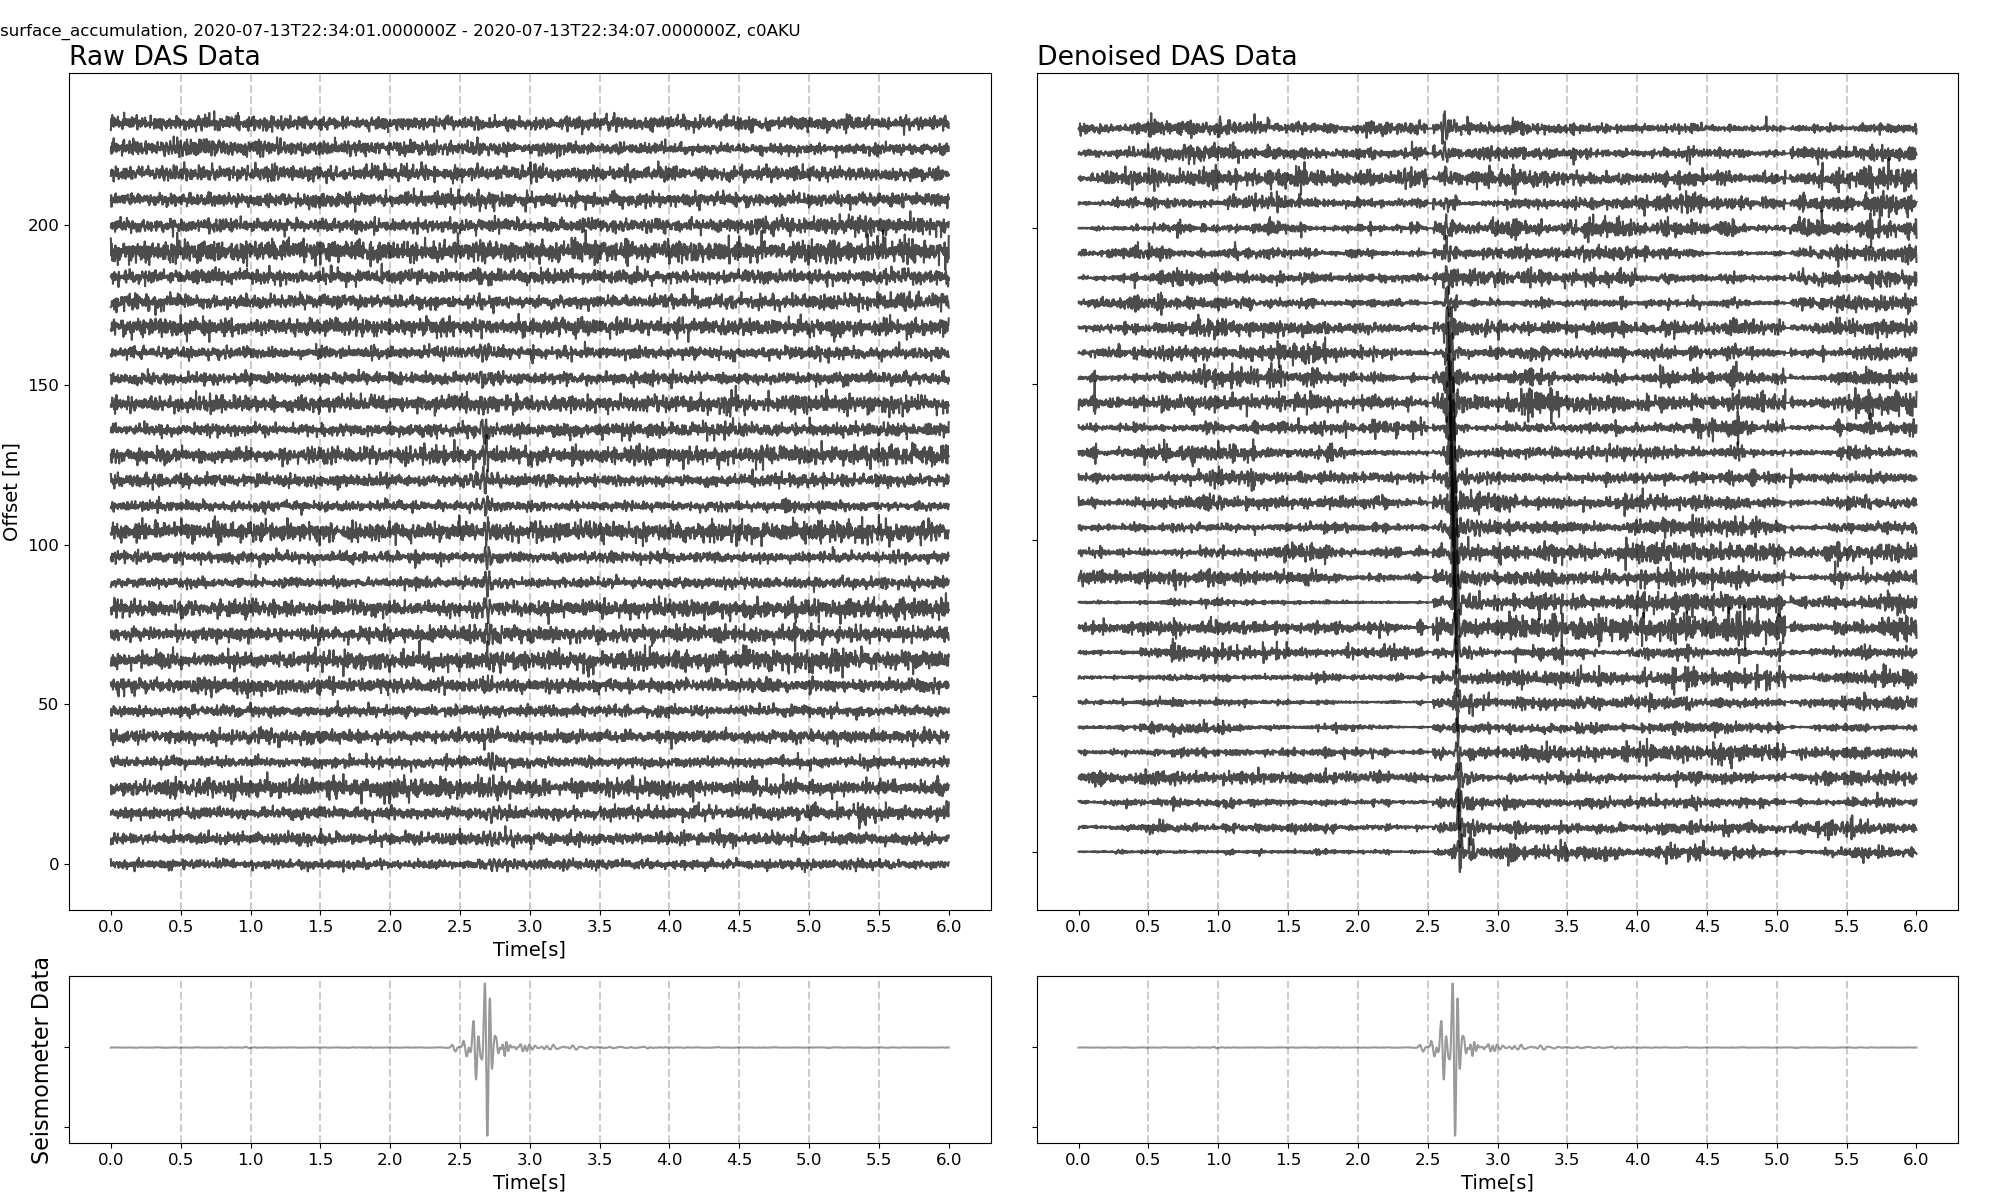 surface_accumulation, 2020-07-13T22:34:01.000000Z - 2020-07-13T22:34:07.000000Z, c0AKU
Raw DAS Data
Denoised DAS Data
Offset [m]
200
150
100
50
0
0.0 0.5 1.0 1.5 2.0 2.5 3.0 3.5 4.0 4.5 5.0 5.5 6.0
Time[s]
0.0 0.5 1.0 1.5 2.0 2.5 3.0 3.5 4.0 4.5 5.0 5.5 6.0
Seismometer Data
0.0 0.5 1.0 1.5 2.0 2.5 3.0 3.5 4.0 4.5 5.0 5.5 6.0
Time[s]
0.0 0.5 1.0 1.5 2.0 2.5 3.0 3.5 4.0 4.5 5.0 5.5 6.0
Time[s]